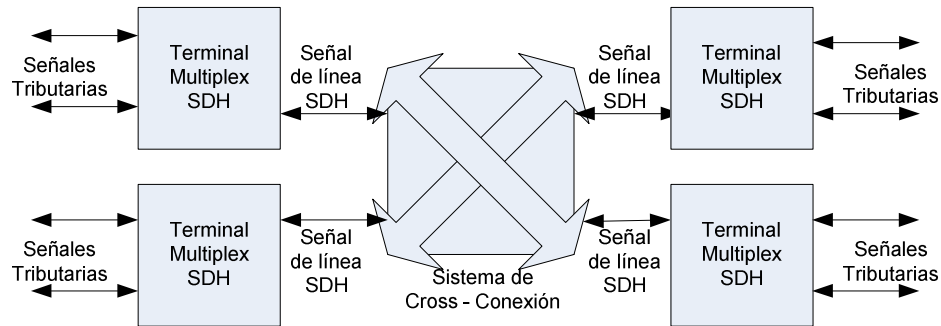 Señales
Tributarias
Terminal
Multiplex
SDH
Señal
de línea
SDH
Señal
de línea
SDH
Terminal
Multiplex
SDH
Señales
Tributarias
Señales
Tributarias
Terminal
Multiplex
SDH
Señal
de línea
SDH
Sistema de
Cross - Conexión
Señal
de línea
SDH
Terminal
Multiplex
SDH
Señales
Tributarias